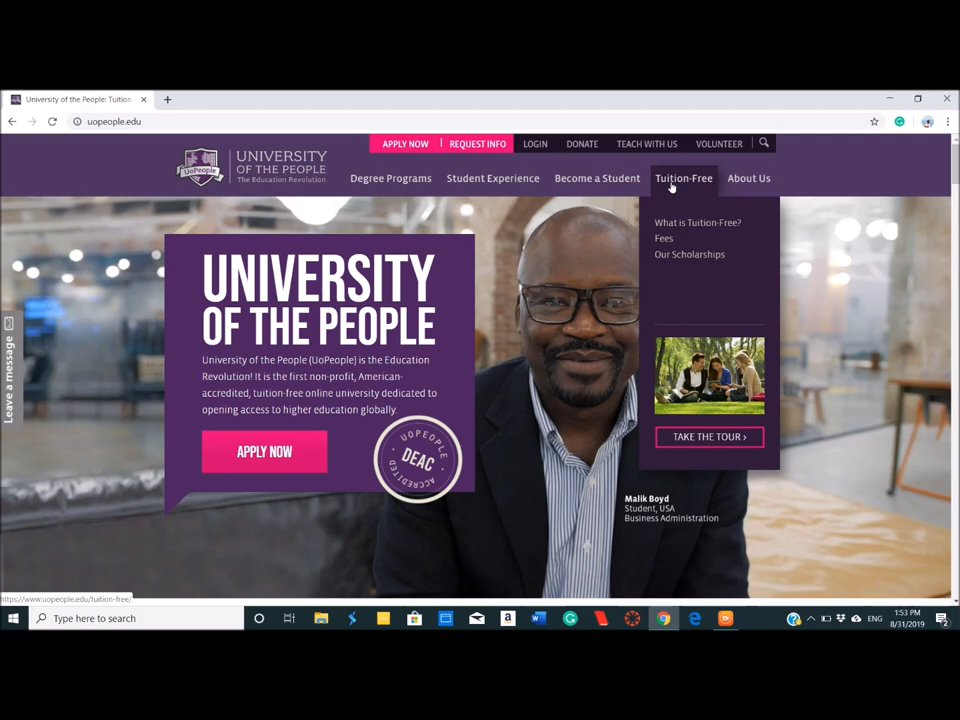 University of the People: Tuition
uopeople.edu
APPLY NOW
REQUEST INFO
LOGIN
DONATE
TEACH WITH US
VOLUNTEER
UoPeople
UNIVERSITY
OF THE PEOPLE
The Education Revolution
Degree Programs
Student Experience
Become a Student
Tuition-Free
About Us
What is Tuition-Free?
Fees
Our Scholarships
TAKE THE TOUR ›
UNIVERSITY
OF THE PEOPLE
University of the People (UoPeople) is the Education
Revolution! It is the first non-profit, American-
accredited, tuition-free online university dedicated to
opening access to higher education globally.
APPLY NOW
UOPEOPLE
DEAC
ACCREDITED
Leave a message
Malik Boyd
Student, USA
Business Administration
https://www.uopeople.edu/tuition-free/
Type here to search
ENG
1:53 PM
8/31/2019